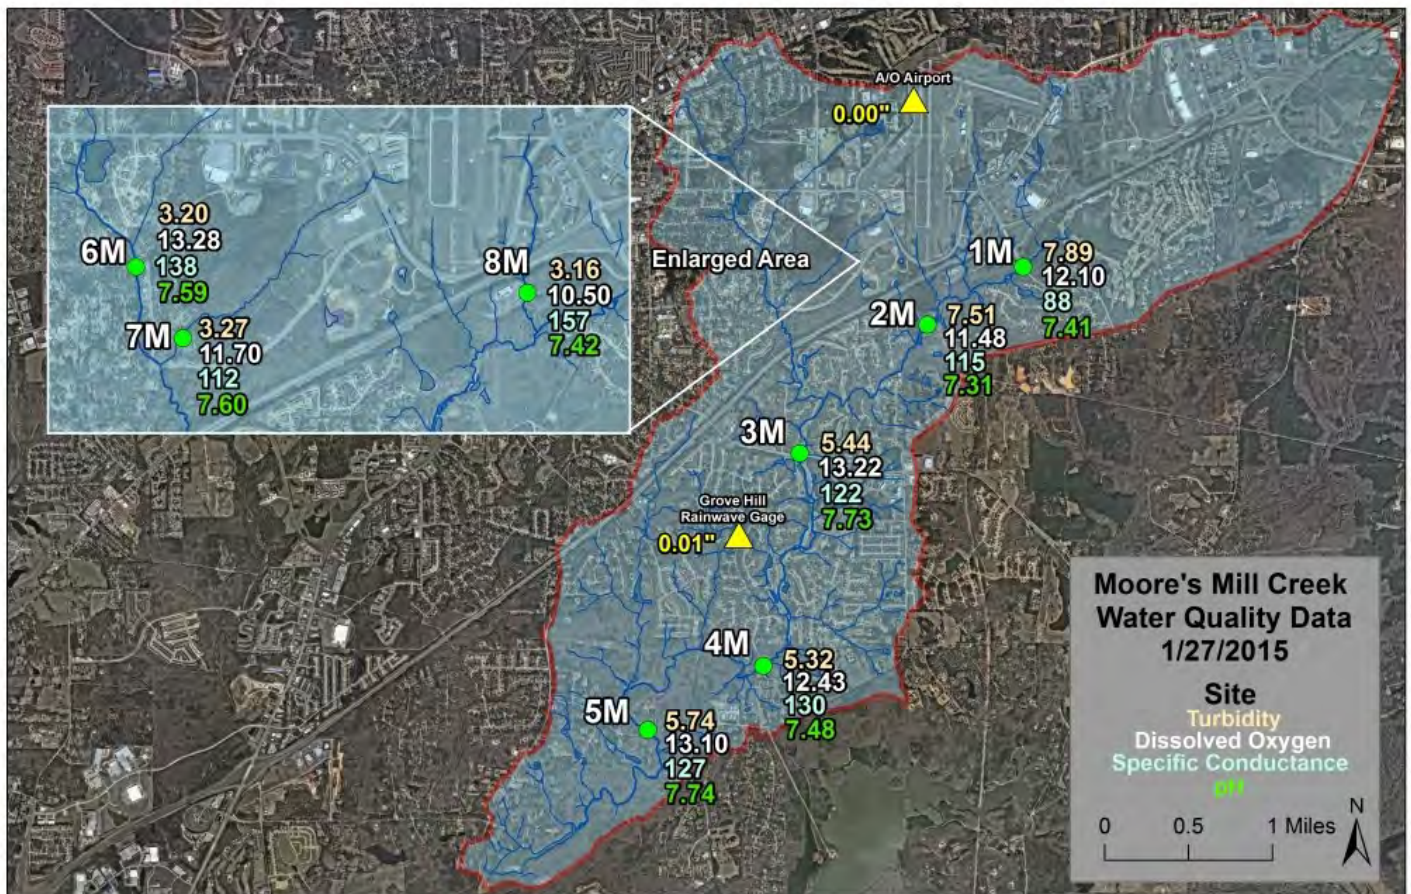 A/O Airport
0.00"
6M
3.20
13.28
138
7.59
7M
3.27
11.70
112
7.60
8M
3.16
10.50
157
7.42
Enlarged Area
1M
7.89
12.10
88
7.41
2M
7.51
11.48
115
7.31
3M
5.44
13.22
122
7.73
Grove Hill
Rainwave Gage
0.01"
4M
5.32
12.43
130
7.48
5M
5.74
13.10
127
7.74
Moore's Mill Creek
Water Quality Data
1/27/2015
Site
Turbidity
Dissolved Oxygen
Specific Conductance
pH
N
0 0.5 1 Miles